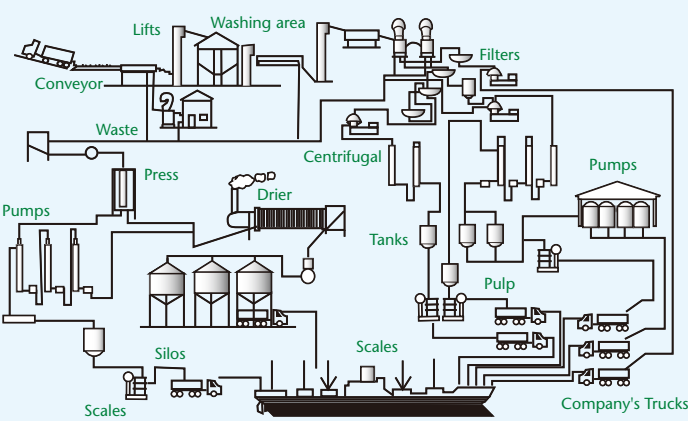 Lifts
Washing area
Conveyor
Filters
Waste
Centrifugal
Press
Pumps
Drier
Pumps
Tanks
Pulp
Silos
Scales
Scales
Company's Trucks